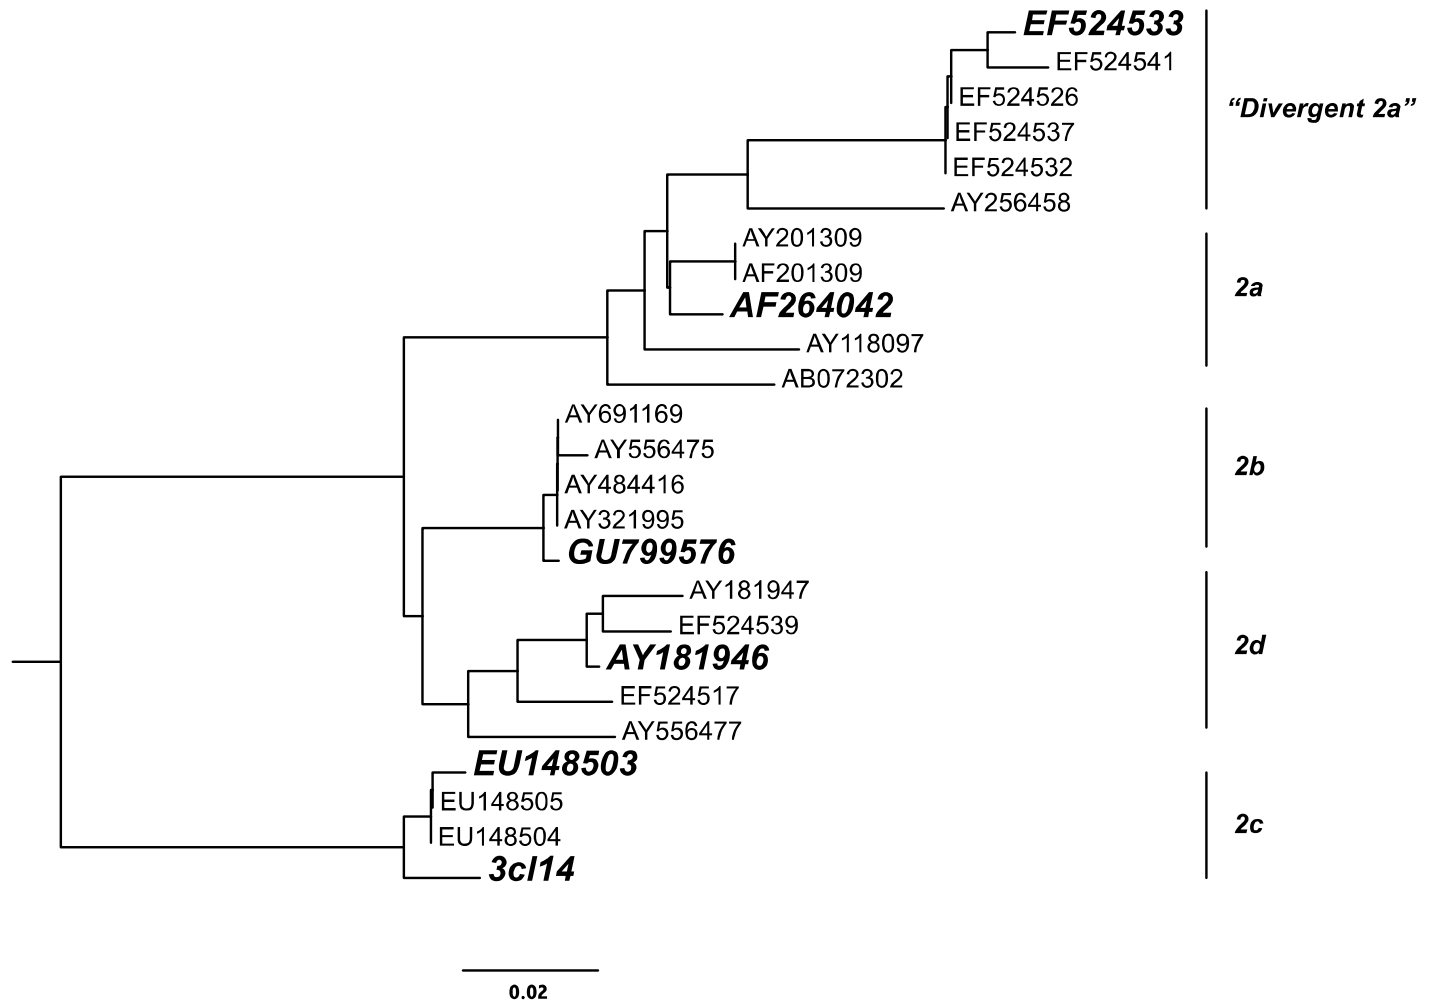 EF524533
EF524541
EF524526
EF524537
EF524532
AY256458
“Divergent 2a”
AY201309
AF201309
AF264042
AY118097
AB072302
2a
AY691169
AY556475
AY484416
AY321995
GU799576
2b
AY181947
EF524539
AY181946
EF524517
AY556477
2d
EU148503
EU148505
EU148504
3cl14
2c
0.02